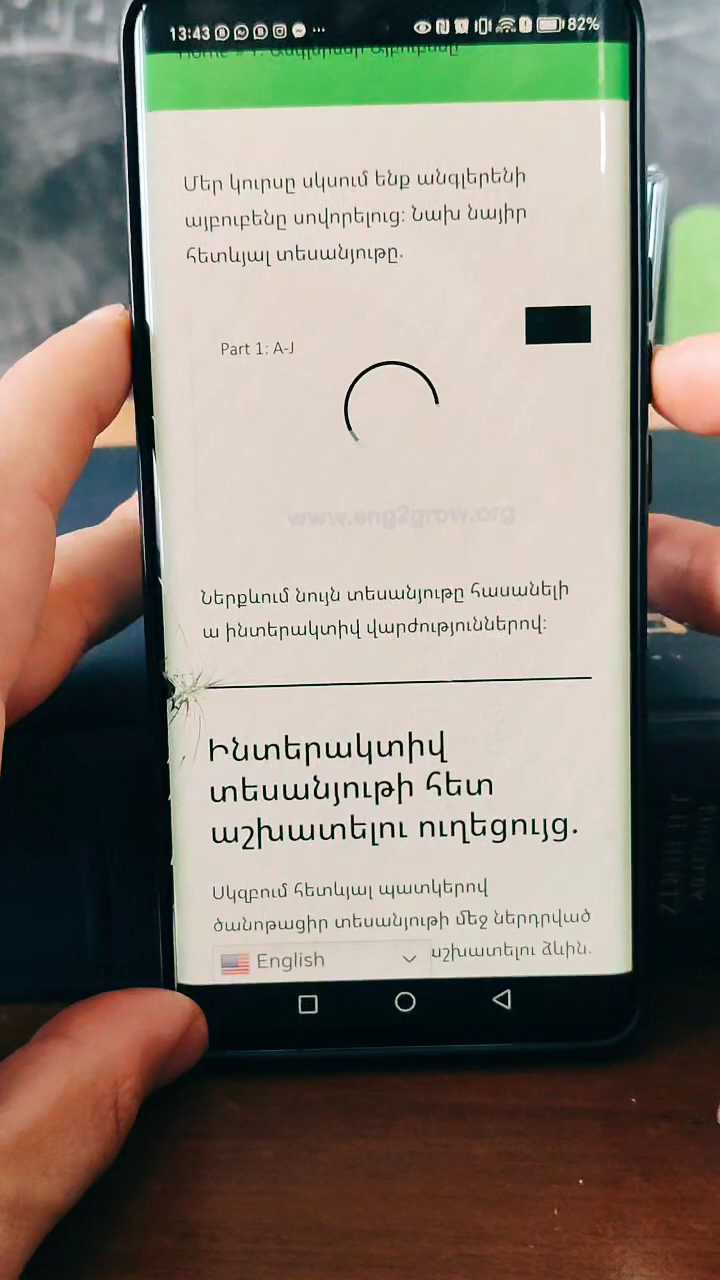 13:43
82%
Մեր կուրսը սկսում ենք անգլերենի
այբուբենը սովորելուց: Նախ նայիր
հետևյալ տեսանյութը.
Part 1: A-J
www.eng2grow.org
Ներքևում նույն տեսանյութը հասանելի
ա ինտերակտիվ վարժություններով:
Ինտերակտիվ
տեսանյութի հետ
աշխատելու ուղեցույց.
Սկզբում հետևյալ պատկերով
ծանոթացիր տեսանյութի մեջ ներդրված
English
աշխատելու ձևին.